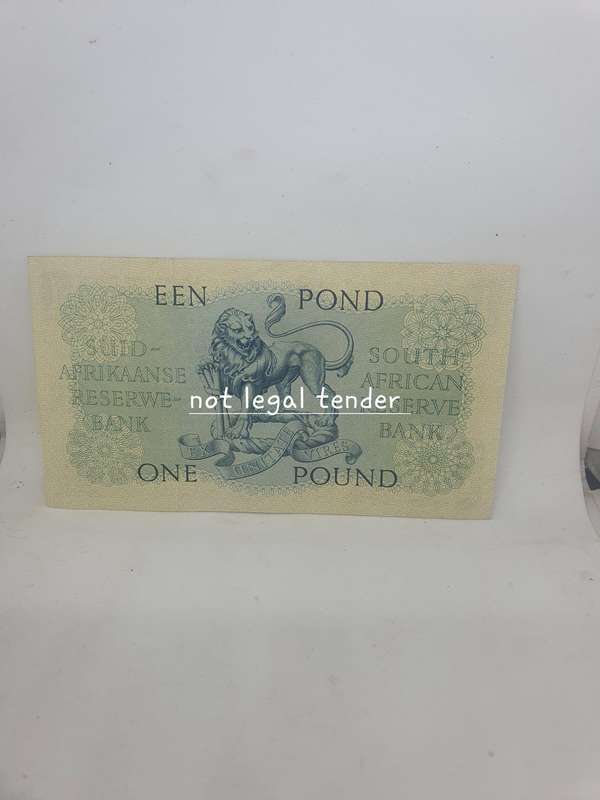 EEN POND
SUID-
AFRIKAANSE
RESERWE-
BANK
SOUTH
AFRICAN
RESERVE
BANK
not legal tender
EX UNITATE VIRES
ONE POUND